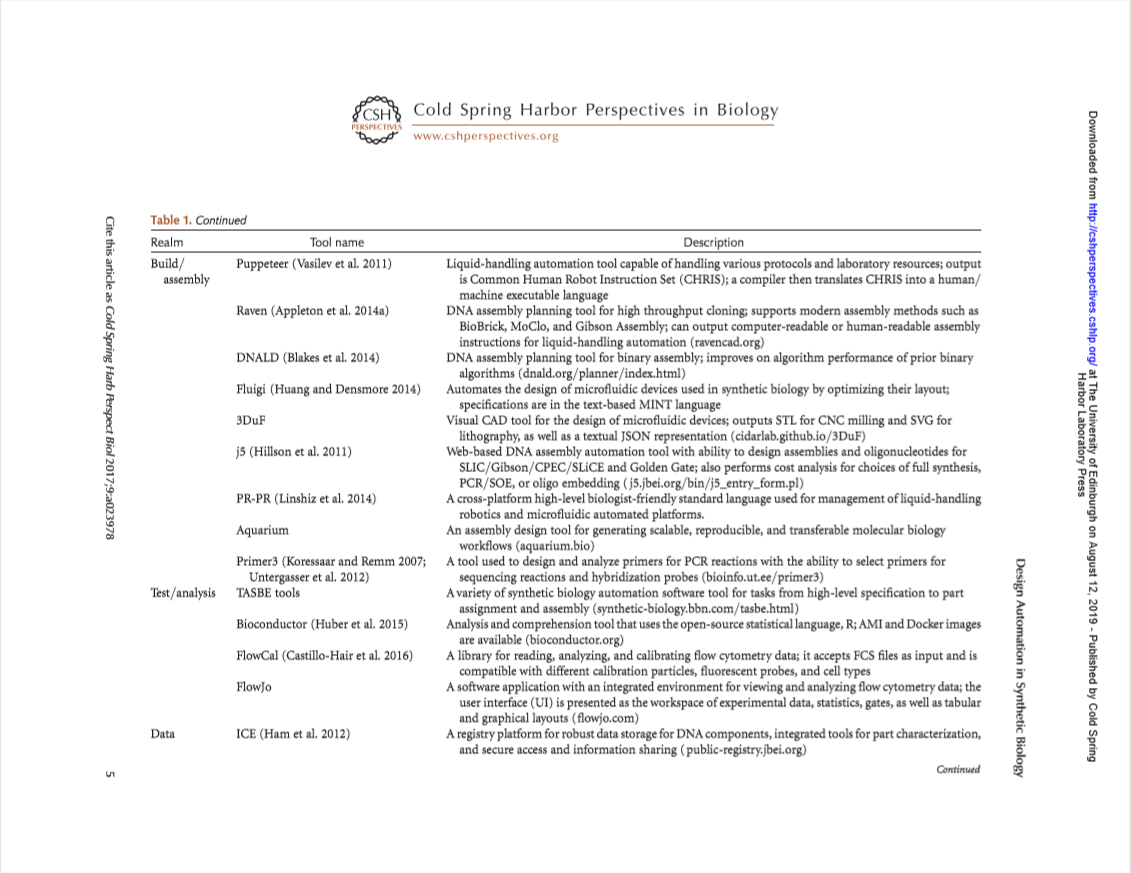 CSH
PERSPECTIVES
Cold Spring Harbor Perspectives in Biology
www.cshperspectives.org
Table 1. Continued
Realm Tool name Description
Build/ Puppeteer (Vasilev et al. 2011) Liquid-handling automation tool capable of handling various protocols and laboratory resources; output
assembly is Common Human Robot Instruction Set (CHRIS); a compiler then translates CHRIS into a human/
machine executable language
Raven (Appleton et al. 2014a) DNA assembly planning tool for high throughput cloning; supports modern assembly methods such as
BioBrick, MoClo, and Gibson Assembly; can output computer-readable or human-readable assembly
instructions for liquid-handling automation (ravencad.org)
DNALD (Blakes et al. 2014) DNA assembly planning tool for binary assembly; improves on algorithm performance of prior binary
algorithms (dnald.org/planner/index.html)
Fluigi (Huang and Densmore 2014) Automates the design of microfluidic devices used in synthetic biology by optimizing their layout;
specifications are in the text-based MINT language
3DuF Visual CAD tool for the design of microfluidic devices; outputs STL for CNC milling and SVG for
lithography, as well as a textual JSON representation (cidarlab.github.io/3DuF)
j5 (Hillson et al. 2011) Web-based DNA assembly automation tool with ability to design assemblies and oligonucleotides for
SLIC/Gibson/CPEC/SLiCE and Golden Gate; also performs cost analysis for choices of full synthesis,
PCR/SOE, or oligo embedding (j5.jbei.org/bin/j5_entry_form.pl)
PR-PR (Linshiz et al. 2014) A cross-platform high-level biologist-friendly standard language used for management of liquid-handling
robotics and microfluidic automated platforms.
Aquarium An assembly design tool for generating scalable, reproducible, and transferable molecular biology
workflows (aquarium.bio)
Primer3 (Koressaar and Remm 2007; A tool used to design and analyze primers for PCR reactions with the ability to select primers for
Untergasser et al. 2012) sequencing reactions and hybridization probes (bioinfo.ut.ee/primer3)
Test/analysis TASBE tools A variety of synthetic biology automation software tool for tasks from high-level specification to part
assignment and assembly (synthetic-biology.bbn.com/tasbe.html)
Bioconductor (Huber et al. 2015) Analysis and comprehension tool that uses the open-source statistical language, R; AMI and Docker images
are available (bioconductor.org)
FlowCal (Castillo-Hair et al. 2016) A library for reading, analyzing, and calibrating flow cytometry data; it accepts FCS files as input and is
compatible with different calibration particles, fluorescent probes, and cell types
FlowJo A software application with an integrated environment for viewing and analyzing flow cytometry data; the
user interface (UI) is presented as the workspace of experimental data, statistics, gates, as well as tabular
and graphical layouts (flowjo.com)
Data ICE (Ham et al. 2012) A registry platform for robust data storage for DNA components, integrated tools for part characterization,
and secure access and information sharing (public-registry.jbei.org)
Continued
Cite this article as Cold Spring Harb Perspect Biol 2017;9:a023978
5
Design Automation in Synthetic Biology
Downloaded from http://cshperspectives.cshlp.org/ at The University of Edinburgh on August 12, 2019 - Published by Cold Spring
Harbor Laboratory Press